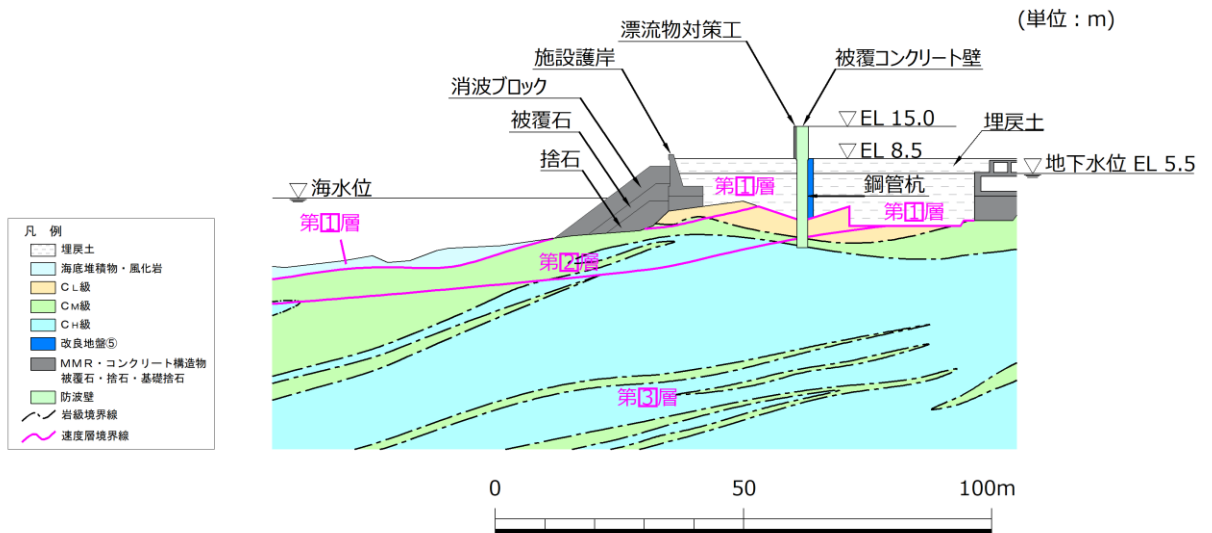 (単位：m)
漂流物対策工
施設護岸
被覆コンクリート壁
消波ブロック
被覆石
捨石
EL 15.0
埋戻土
EL 8.5
地下水位 EL 5.5
海水位
鋼管杭
第1層
第1層
第1層
第2層
第3層
凡 例
埋戻土
海底堆積物・風化岩
CL級
CM級
CH級
改良地盤⑤
MMR・コンクリート構造物
被覆石・捨石・基礎捨石
防波壁
岩級境界線
速度層境界線
0 50 100m